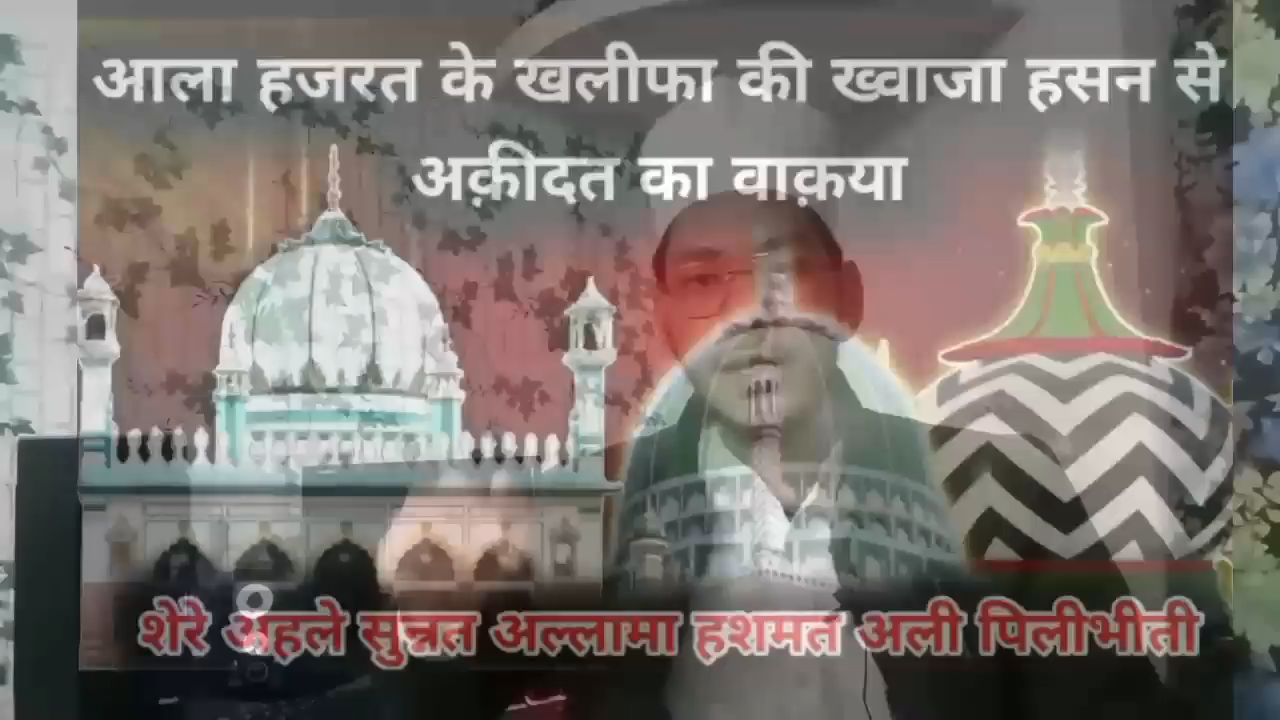 आला हजरत के खलीफा की ख्वाजा हसन से
अक़ीदत का वाक़या
शेरे अहले सुन्नत अल्लामा हशमत अली पिलीभीती